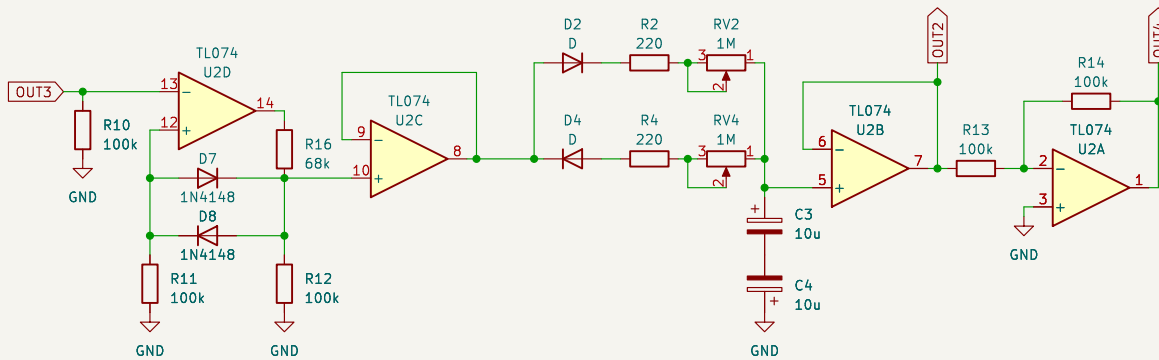 OUT3
R10
100k
GND
TL074
U2D
13
12
14
D7
1N4148
D8
1N4148
R11
100k
GND
R16
68k
R12
100k
GND
TL074
U2C
9
10
8
D2
D
R2
220
RV2
1M
3
1
2
D4
D
R4
220
RV4
1M
3
1
2
C3
10u
C4
10u
GND
TL074
U2B
6
5
7
OUT2
R13
100k
R14
100k
TL074
U2A
2
3
1
GND